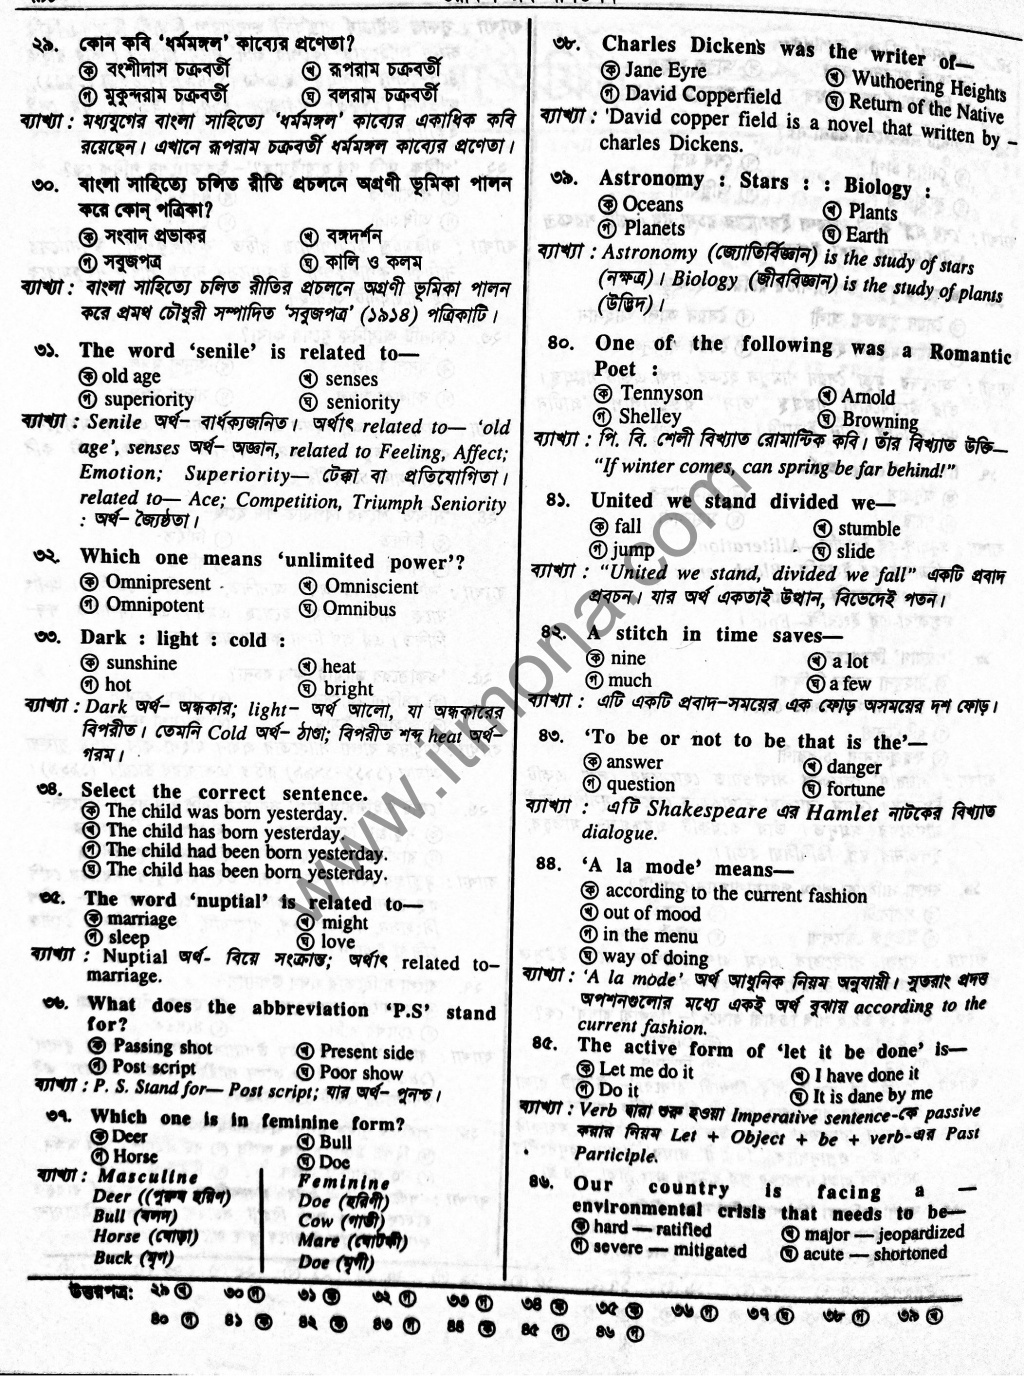 ২৯. কোন কবি ‘ধর্মমঙ্গল’ কাব্যের প্রণেতা?
ক বংশীদাস চক্রবর্তী খ রূপরাম চক্রবর্তী
গ মুকুন্দরাম চক্রবর্তী ঘ বলরাম চক্রবর্তী
ব্যাখ্যা : মধ্যযুগের বাংলা সাহিত্যে ‘ধর্মমঙ্গল’ কাব্যের একাধিক কবি
রয়েছেন। এখানে রূপরাম চক্রবর্তী ধর্মমঙ্গল কাব্যের প্রণেতা।
৩০. বাংলা সাহিত্যে চলিত রীতি প্রচলনে অগ্রণী ভূমিকা পালন
করে কোন্ পত্রিকা?
ক সংবাদ প্রভাকর খ বঙ্গদর্শন
গ সবুজপত্র ঘ কালি ও কলম
ব্যাখ্যা : বাংলা সাহিত্যে চলিত রীতির প্রচলনে অগ্রণী ভূমিকা পালন
করে প্রমথ চৌধুরী সম্পাদিত ‘সবুজপত্র’ (১৯১৪) পত্রিকাটি।
৩১. The word ‘senile’ is related to—
ক old age খ senses
গ superiority ঘ seniority
ব্যাখ্যা : Senile অর্থ- বার্ধক্যজনিত। অর্থাৎ related to— ‘old
age’, senses অর্থ- অজ্ঞান, related to Feeling, Affect;
Emotion; Superiority— টেক্কা বা প্রতিযোগিতা।
related to— Ace; Competition, Triumph Seniority
: অর্থ- জ্যৈষ্ঠতা।
৩২. Which one means ‘unlimited power’?
ক Omnipresent খ Omniscient
গ Omnipotent ঘ Omnibus
৩৩. Dark : light : cold :
ক sunshine খ heat
গ hot ঘ bright
ব্যাখ্যা : Dark অর্থ- অন্ধকার; light- অর্থ আলো, যা অন্ধকারের
বিপরীত। তেমনি Cold অর্থ- ঠাণ্ডা; বিপরীত শব্দ heat অর্থ-
গরম।
৩৪. Select the correct sentence.
ক The child was born yesterday.
খ The child has born yesterday.
গ The child had been born yesterday.
ঘ The child has been born yesterday.
৩৫. The word ‘nuptial’ is related to—
ক marriage খ might
গ sleep ঘ love
ব্যাখ্যা : Nuptial অর্থ- বিয়ে সংক্রান্ত; অর্থাৎ related to-
marriage.
৩৬. What does the abbreviation ‘P.S’ stand
for?
ক Passing shot খ Present side
গ Post script ঘ Poor show
ব্যাখ্যা : P. S. Stand for— Post script; যার অর্থ- পুনশ্চ।
৩৭. Which one is in feminine form?
ক Deer খ Bull
গ Horse ঘ Doe
ব্যাখ্যা : Masculine Feminine
Deer ((পুরুষ হরিণ) Doe (হরিণী)
Bull (বলদ) Cow (গাভী)
Horse (ঘোড়া) Mare (ঘোটকী)
Buck (মৃগ) Doe (মৃগী)
৩৮. Charles Dickens was the writer of—
ক Jane Eyre খ Wuthoering Heights
গ David Copperfield ঘ Return of the Native
ব্যাখ্যা : 'David copper field is a novel that written by -
charles Dickens.
৩৯. Astronomy : Stars : : Biology :
ক Oceans খ Plants
গ Planets ঘ Earth
ব্যাখ্যা : Astronomy (জ্যোতির্বিজ্ঞান) is the study of stars
(নক্ষত্র)। Biology (জীববিজ্ঞান) is the study of plants
(উদ্ভিদ)।
৪০. One of the following was a Romantic
Poet :
ক Tennyson খ Arnold
গ Shelley ঘ Browning
ব্যাখ্যা : পি. বি. শেলী বিখ্যাত রোমান্টিক কবি। তাঁর বিখ্যাত উক্তি—
“If winter comes, can spring be far behind!”
৪১. United we stand divided we—
ক fall খ stumble
গ jump ঘ slide
ব্যাখ্যা : “United we stand, divided we fall” একটি প্রবাদ
প্রবচন। যার অর্থ একতাই উত্থান, বিভেদেই পতন।
৪২. A stitch in time saves—
ক nine খ a lot
গ much ঘ a few
ব্যাখ্যা : এটি একটি প্রবাদ-সময়ের এক ফোড় অসময়ের দশ ফোড়।
৪৩. ‘To be or not to be that is the’—
ক answer খ danger
গ question ঘ fortune
ব্যাখ্যা : এটি Shakespeare এর Hamlet নাটকের বিখ্যাত
dialogue.
৪৪. ‘A la mode’ means—
ক according to the current fashion
খ out of mood
গ in the menu
ঘ way of doing
ব্যাখ্যা : ‘A la mode’ অর্থ আধুনিক নিয়ম অনুযায়ী। সুতরাং প্রদত্ত
অপশনগুলোর মধ্যে একই অর্থ বুঝায় according to the
current fashion.
৪৫. The active form of ‘let it be done’ is—
ক Let me do it খ I have done it
গ Do it ঘ It is dane by me
ব্যাখ্যা : Verb দ্বারা শুরু হওয়া Imperative sentence-কে passive
করার নিয়ম Let + Object + be + verb-এর Past
Participle.
৪৬. Our country is facing a —
environmental crisis that needs to be—
ক hard — ratified খ major — jeopardized
গ severe — mitigated ঘ acute — shortoned
উত্তরপত্র: ২৯ খ ৩০ গ ৩১ ক ৩২ গ ৩৩ গ ৩৪ ক ৩৫ ক ৩৬ গ ৩৭ ঘ ৩৮ গ ৩৯ খ
৪০ গ ৪১ ক ৪২ ক ৪৩ গ ৪৪ ক ৪৫ গ ৪৬ গ
www.itmona.com